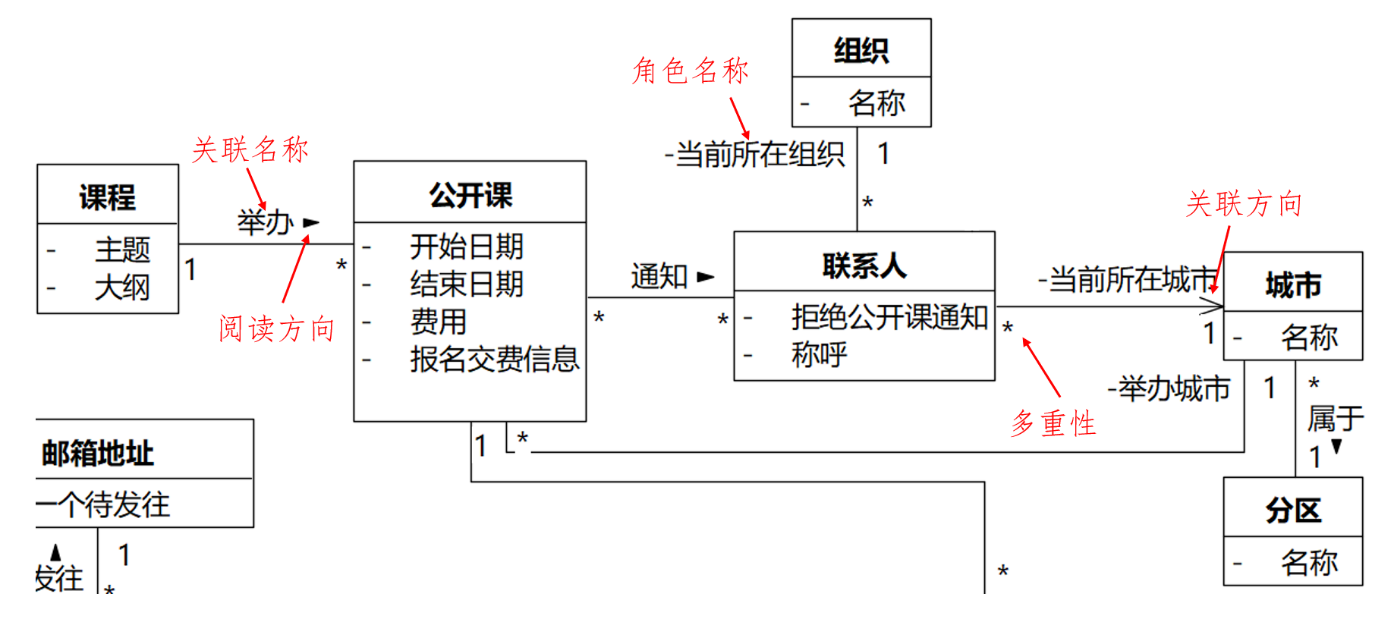 组织
- 名称
角色名称
-当前所在组织
1
*
关联名称
课程
- 主题
- 大纲
举办 ►
1
*
阅读方向
公开课
- 开始日期
- 结束日期
- 费用
- 报名交费信息
通知 ►
*
*
联系人
- 拒绝公开课通知
- 称呼
关联方向
-当前所在城市
*
1
多重性
城市
- 名称
-举办城市
1
*
属于
▼
1
分区
- 名称
1
*
*
邮箱地址
一个待发往
▲
发往
1
*